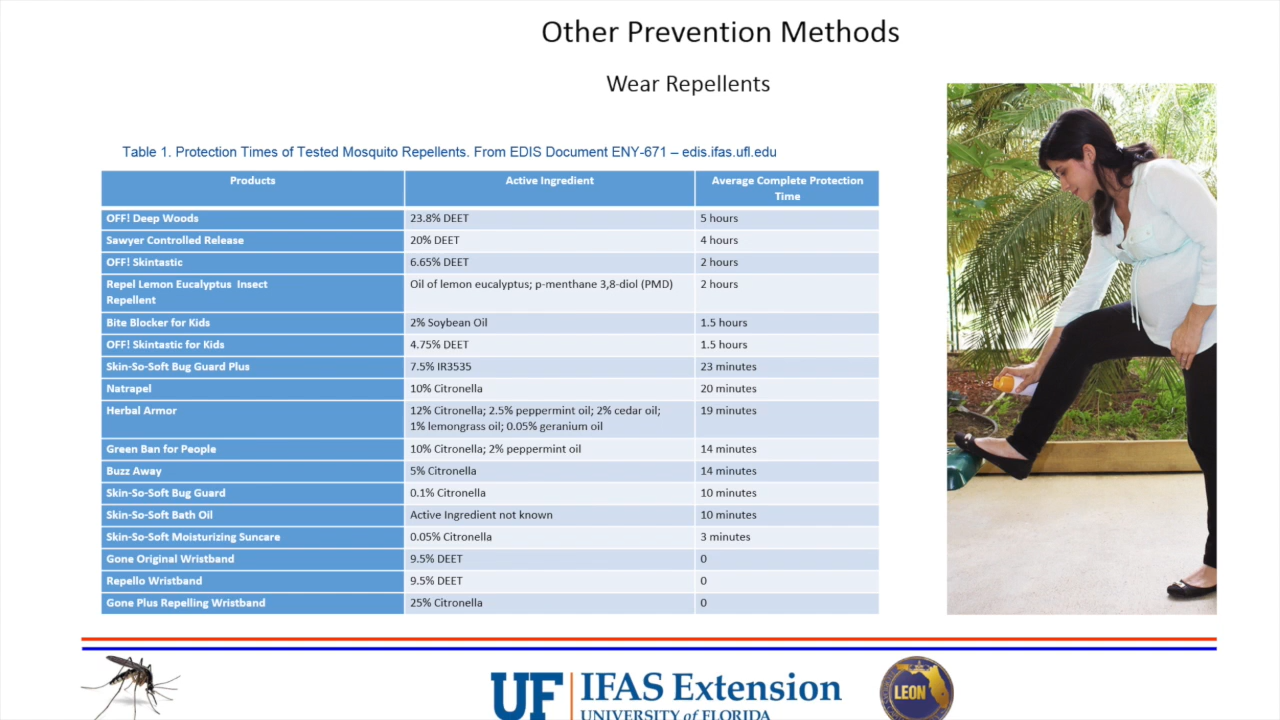 Other Prevention Methods
Wear Repellents
Table 1. Protection Times of Tested Mosquito Repellents. From EDIS Document ENY-671 – edis.ifas.ufl.edu
Products Active Ingredient Average Complete Protection
Time
OFF! Deep Woods 23.8% DEET 5 hours
Sawyer Controlled Release 20% DEET 4 hours
OFF! Skintastic 6.65% DEET 2 hours
Repel Lemon Eucalyptus Insect Oil of lemon eucalyptus; p-menthane 3,8-diol (PMD) 2 hours
Repellent
Bite Blocker for Kids 2% Soybean Oil 1.5 hours
OFF! Skintastic for Kids 4.75% DEET 1.5 hours
Skin-So-Soft Bug Guard Plus 7.5% IR3535 23 minutes
Natrapel 10% Citronella 20 minutes
Herbal Armor 12% Citronella; 2.5% peppermint oil; 2% cedar oil; 19 minutes
1% lemongrass oil; 0.05% geranium oil
Green Ban for People 10% Citronella; 2% peppermint oil 14 minutes
Buzz Away 5% Citronella 14 minutes
Skin-So-Soft Bug Guard 0.1% Citronella 10 minutes
Skin-So-Soft Bath Oil Active Ingredient not known 10 minutes
Skin-So-Soft Moisturizing Suncare 0.05% Citronella 3 minutes
Gone Original Wristband 9.5% DEET 0
Repello Wristband 9.5% DEET 0
Gone Plus Repelling Wristband 25% Citronella 0
UF IFAS Extension
UNIVERSITY of FLORIDA
LEON